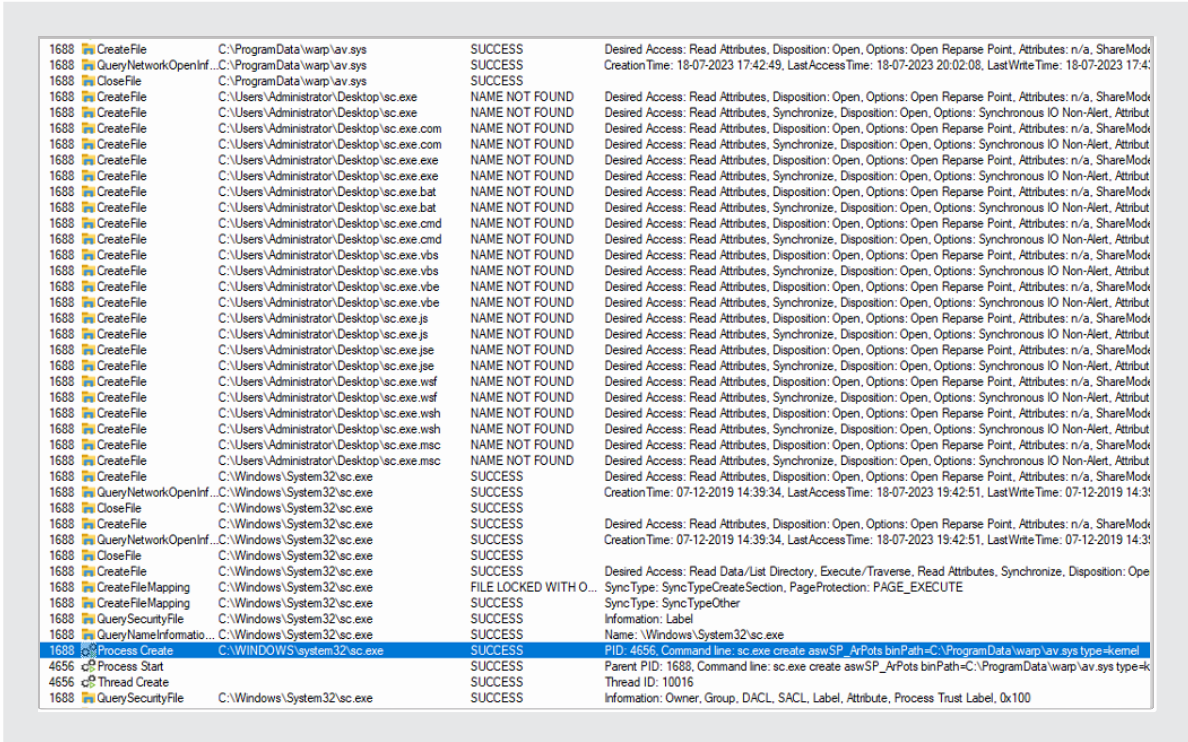 1688 CreateFile C:\ProgramData\warp\av.sys SUCCESS Desired Access: Read Attributes, Disposition: Open, Options: Open Reparse Point, Attributes: n/a, ShareMode
1688 QueryNetworkOpenInf...C:\ProgramData\warp\av.sys SUCCESS CreationTime: 18-07-2023 17:42:49, LastAccessTime: 18-07-2023 20:02:08, LastWriteTime: 18-07-2023 17:4
1688 CloseFile C:\ProgramData\warp\av.sys SUCCESS
1688 CreateFile C:\Users\Administrator\Desktop\sc.exe NAME NOT FOUND Desired Access: Read Attributes, Disposition: Open, Options: Open Reparse Point, Attributes: n/a, ShareMode
1688 CreateFile C:\Users\Administrator\Desktop\sc.exe NAME NOT FOUND Desired Access: Read Attributes, Synchronize, Disposition: Open, Options: Synchronous IO Non-Alert, Attribut
1688 CreateFile C:\Users\Administrator\Desktop\sc.exe.com NAME NOT FOUND Desired Access: Read Attributes, Disposition: Open, Options: Open Reparse Point, Attributes: n/a, ShareMode
1688 CreateFile C:\Users\Administrator\Desktop\sc.exe.com NAME NOT FOUND Desired Access: Read Attributes, Synchronize, Disposition: Open, Options: Synchronous IO Non-Alert, Attribut
1688 CreateFile C:\Users\Administrator\Desktop\sc.exe.exe NAME NOT FOUND Desired Access: Read Attributes, Disposition: Open, Options: Open Reparse Point, Attributes: n/a, ShareMode
1688 CreateFile C:\Users\Administrator\Desktop\sc.exe.exe NAME NOT FOUND Desired Access: Read Attributes, Synchronize, Disposition: Open, Options: Synchronous IO Non-Alert, Attribut
1688 CreateFile C:\Users\Administrator\Desktop\sc.exe.bat NAME NOT FOUND Desired Access: Read Attributes, Disposition: Open, Options: Open Reparse Point, Attributes: n/a, ShareMode
1688 CreateFile C:\Users\Administrator\Desktop\sc.exe.bat NAME NOT FOUND Desired Access: Read Attributes, Synchronize, Disposition: Open, Options: Synchronous IO Non-Alert, Attribut
1688 CreateFile C:\Users\Administrator\Desktop\sc.exe.cmd NAME NOT FOUND Desired Access: Read Attributes, Disposition: Open, Options: Open Reparse Point, Attributes: n/a, ShareMode
1688 CreateFile C:\Users\Administrator\Desktop\sc.exe.cmd NAME NOT FOUND Desired Access: Read Attributes, Synchronize, Disposition: Open, Options: Synchronous IO Non-Alert, Attribut
1688 CreateFile C:\Users\Administrator\Desktop\sc.exe.vbs NAME NOT FOUND Desired Access: Read Attributes, Disposition: Open, Options: Open Reparse Point, Attributes: n/a, ShareMode
1688 CreateFile C:\Users\Administrator\Desktop\sc.exe.vbs NAME NOT FOUND Desired Access: Read Attributes, Synchronize, Disposition: Open, Options: Synchronous IO Non-Alert, Attribut
1688 CreateFile C:\Users\Administrator\Desktop\sc.exe.vbe NAME NOT FOUND Desired Access: Read Attributes, Disposition: Open, Options: Open Reparse Point, Attributes: n/a, ShareMode
1688 CreateFile C:\Users\Administrator\Desktop\sc.exe.vbe NAME NOT FOUND Desired Access: Read Attributes, Synchronize, Disposition: Open, Options: Synchronous IO Non-Alert, Attribut
1688 CreateFile C:\Users\Administrator\Desktop\sc.exe.js NAME NOT FOUND Desired Access: Read Attributes, Disposition: Open, Options: Open Reparse Point, Attributes: n/a, ShareMode
1688 CreateFile C:\Users\Administrator\Desktop\sc.exe.js NAME NOT FOUND Desired Access: Read Attributes, Synchronize, Disposition: Open, Options: Synchronous IO Non-Alert, Attribut
1688 CreateFile C:\Users\Administrator\Desktop\sc.exe.jse NAME NOT FOUND Desired Access: Read Attributes, Disposition: Open, Options: Open Reparse Point, Attributes: n/a, ShareMode
1688 CreateFile C:\Users\Administrator\Desktop\sc.exe.jse NAME NOT FOUND Desired Access: Read Attributes, Synchronize, Disposition: Open, Options: Synchronous IO Non-Alert, Attribut
1688 CreateFile C:\Users\Administrator\Desktop\sc.exe.wsf NAME NOT FOUND Desired Access: Read Attributes, Disposition: Open, Options: Open Reparse Point, Attributes: n/a, ShareMode
1688 CreateFile C:\Users\Administrator\Desktop\sc.exe.wsf NAME NOT FOUND Desired Access: Read Attributes, Synchronize, Disposition: Open, Options: Synchronous IO Non-Alert, Attribut
1688 CreateFile C:\Users\Administrator\Desktop\sc.exe.wsh NAME NOT FOUND Desired Access: Read Attributes, Disposition: Open, Options: Open Reparse Point, Attributes: n/a, ShareMode
1688 CreateFile C:\Users\Administrator\Desktop\sc.exe.wsh NAME NOT FOUND Desired Access: Read Attributes, Synchronize, Disposition: Open, Options: Synchronous IO Non-Alert, Attribut
1688 CreateFile C:\Users\Administrator\Desktop\sc.exe.msc NAME NOT FOUND Desired Access: Read Attributes, Disposition: Open, Options: Open Reparse Point, Attributes: n/a, ShareMode
1688 CreateFile C:\Users\Administrator\Desktop\sc.exe.msc NAME NOT FOUND Desired Access: Read Attributes, Synchronize, Disposition: Open, Options: Synchronous IO Non-Alert, Attribut
1688 CreateFile C:\Windows\System32\sc.exe SUCCESS Desired Access: Read Attributes, Disposition: Open, Options: Open Reparse Point, Attributes: n/a, ShareMode
1688 QueryNetworkOpenInf...C:\Windows\System32\sc.exe SUCCESS CreationTime: 07-12-2019 14:39:34, LastAccessTime: 18-07-2023 19:42:51, LastWriteTime: 07-12-2019 14:39
1688 CloseFile C:\Windows\System32\sc.exe SUCCESS
1688 CreateFile C:\Windows\System32\sc.exe SUCCESS Desired Access: Read Attributes, Disposition: Open, Options: Open Reparse Point, Attributes: n/a, ShareMode
1688 QueryNetworkOpenInf...C:\Windows\System32\sc.exe SUCCESS CreationTime: 07-12-2019 14:39:34, LastAccessTime: 18-07-2023 19:42:51, LastWriteTime: 07-12-2019 14:39
1688 CloseFile C:\Windows\System32\sc.exe SUCCESS
1688 CreateFile C:\Windows\System32\sc.exe SUCCESS Desired Access: Read Data/List Directory, Execute/Traverse, Read Attributes, Synchronize, Disposition: Ope
1688 CreateFileMapping C:\Windows\System32\sc.exe FILE LOCKED WITH O... SyncType: SyncTypeCreateSection, PageProtection: PAGE_EXECUTE
1688 CreateFileMapping C:\Windows\System32\sc.exe SUCCESS SyncType: SyncTypeOther
1688 QuerySecurityFile C:\Windows\System32\sc.exe SUCCESS Information: Label
1688 QueryNameInformatio... C:\Windows\System32\sc.exe SUCCESS Name: \Windows\System32\sc.exe
1688 Process Create C:\WINDOWS\system32\sc.exe SUCCESS PID: 4656, Command line: sc.exe create aswSP_ArPots binPath=C:\ProgramData\warp\av.sys type=kernel
4656 Process Start SUCCESS Parent PID: 1688, Command line: sc.exe create aswSP_ArPots binPath=C:\ProgramData\warp\av.sys type=k
4656 Thread Create SUCCESS Thread ID: 10016
1688 QuerySecurityFile C:\Windows\System32\sc.exe SUCCESS Information: Owner, Group, DACL, SACL, Label, Attribute, Process Trust Label, 0x100